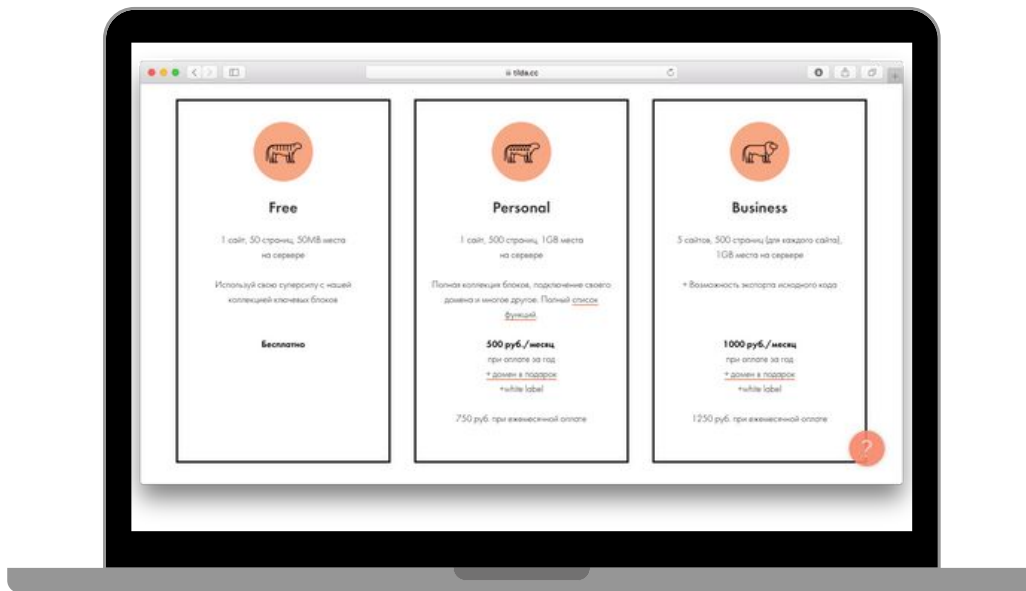 tilda.cc
Free
1 сайт, 50 страниц, 50MB места
на сервере
Используй свою суперсилу с нашей
коллекцией ключевых блоков
Бесплатно
Personal
1 сайт, 500 страниц, 1GB места
на сервере
Полная коллекция блоков, подключение своего
домена и многое другое. Полный список
функций.
500 руб./месяц
при оплате за год
+ домен в подарок
+white label
750 руб. при ежемесячной оплате
Business
5 сайтов, 500 страниц (для каждого сайта),
1GB места на сервере
+ Возможность экспорта исходного кода
1000 руб./месяц
при оплате за год
+ домен в подарок
+white label
1250 руб. при ежемесячной оплате
?